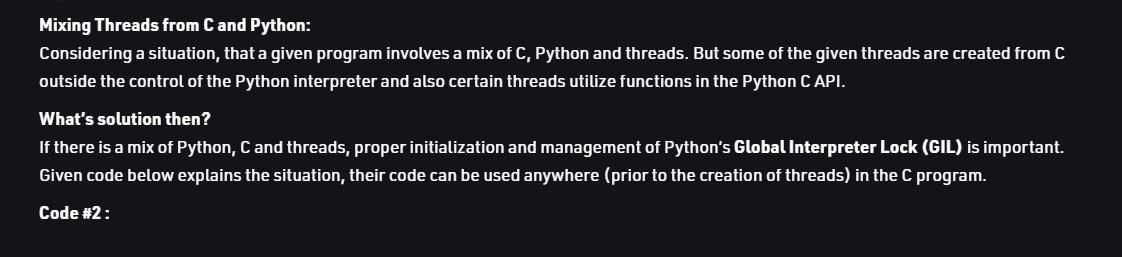 Mixing Threads from C and Python:
Considering a situation, that a given program involves a mix of C, Python and threads. But some of the given threads are created from C
outside the control of the Python interpreter and also certain threads utilize functions in the Python C API.
What's solution then?
If there is a mix of Python, C and threads, proper initialization and management of Python's Global Interpreter Lock (GIL) is important.
Given code below explains the situation, their code can be used anywhere (prior to the creation of threads) in the C program.
Code #2 :